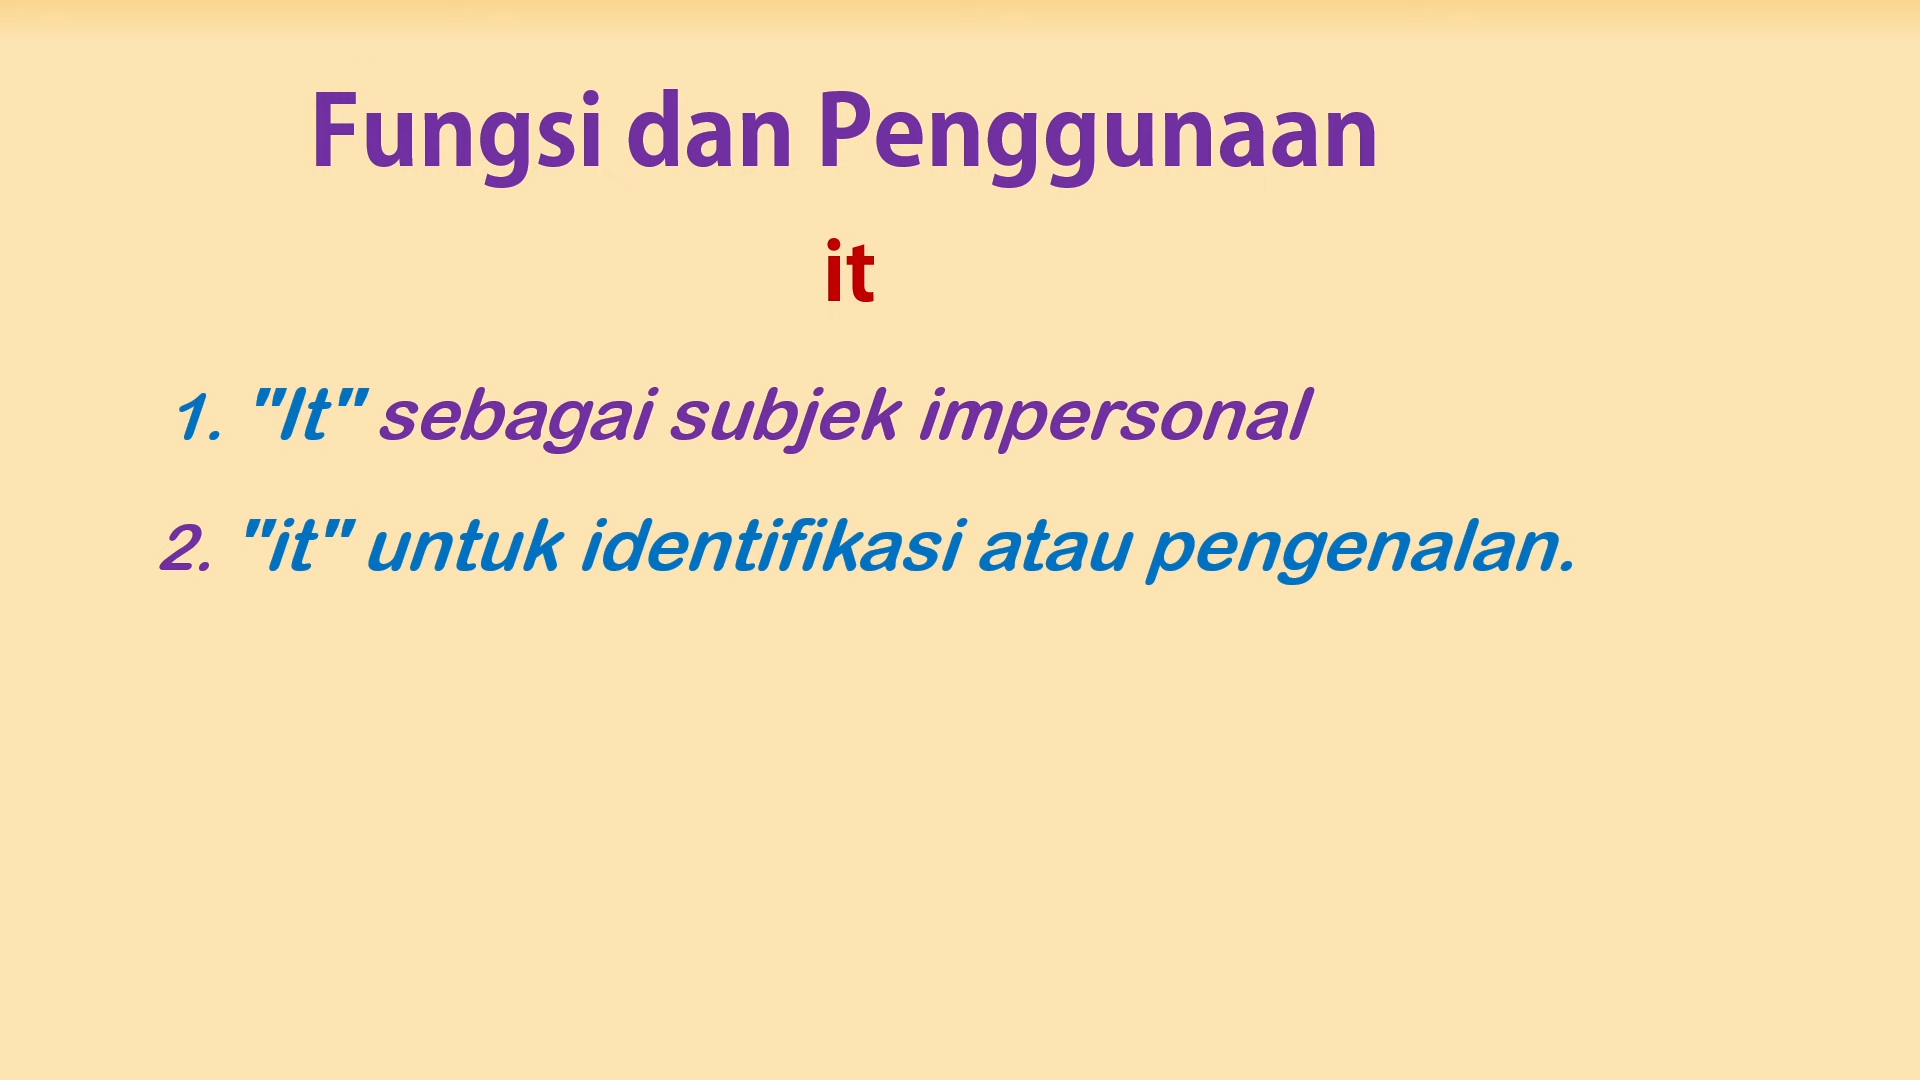 Fungsi dan Penggunaan
it
1. "It" sebagai subjek impersonal
2. "it" untuk identifikasi atau pengenalan.